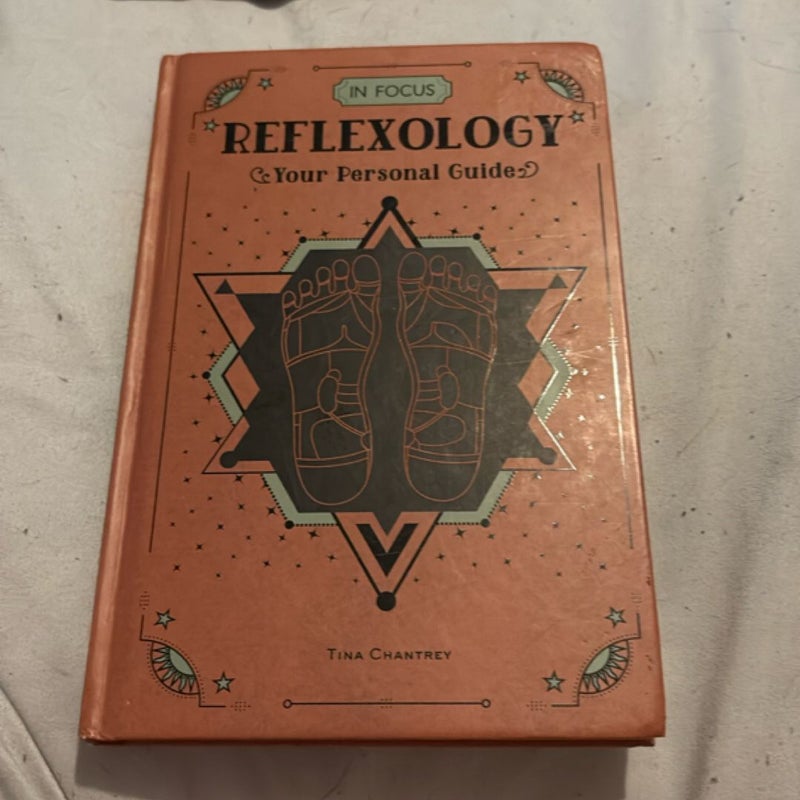 IN FOCUS
REFLEXOLOGY
Your Personal Guide
TINA CHANTREY